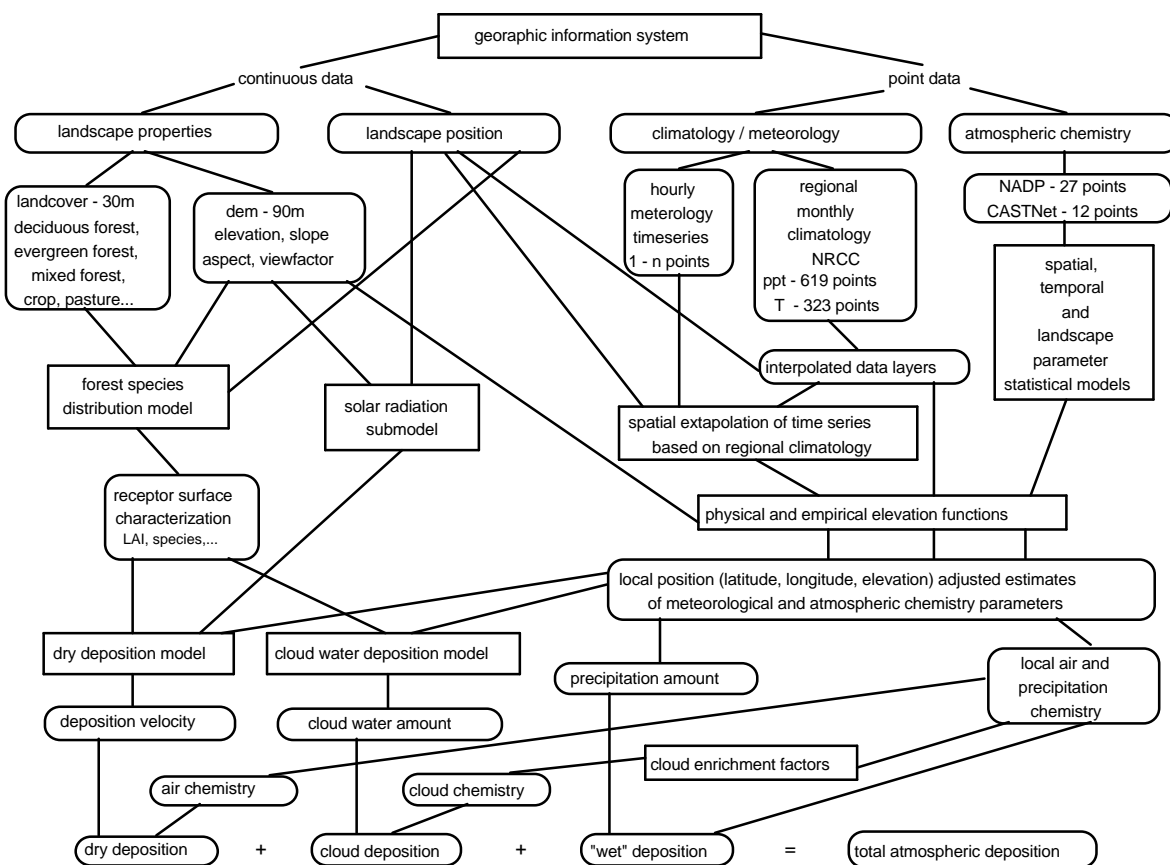 georaphic information system
continuous data
point data
landscape properties
landscape position
climatology / meteorology
atmospheric chemistry
landcover - 30m
deciduous forest,
evergreen forest,
mixed forest,
crop, pasture...
dem - 90m
elevation, slope
aspect, viewfactor
hourly
meterology
timeseries
1 - n points
regional
monthly
climatology
NRCC
ppt - 619 points
T - 323 points
NADP - 27 points
CASTNet - 12 points
spatial,
temporal
and
landscape
parameter
statistical models
forest species
distribution model
solar radiation
submodel
interpolated data layers
spatial extapolation of time series
based on regional climatology
receptor surface
characterization
LAI, species,...
physical and empirical elevation functions
local position (latitude, longitude, elevation) adjusted estimates
of meteorological and atmospheric chemistry parameters
dry deposition model
cloud water deposition model
precipitation amount
local air and
precipitation
chemistry
deposition velocity
cloud water amount
cloud enrichment factors
air chemistry
cloud chemistry
dry deposition + cloud deposition + "wet" deposition = total atmospheric deposition